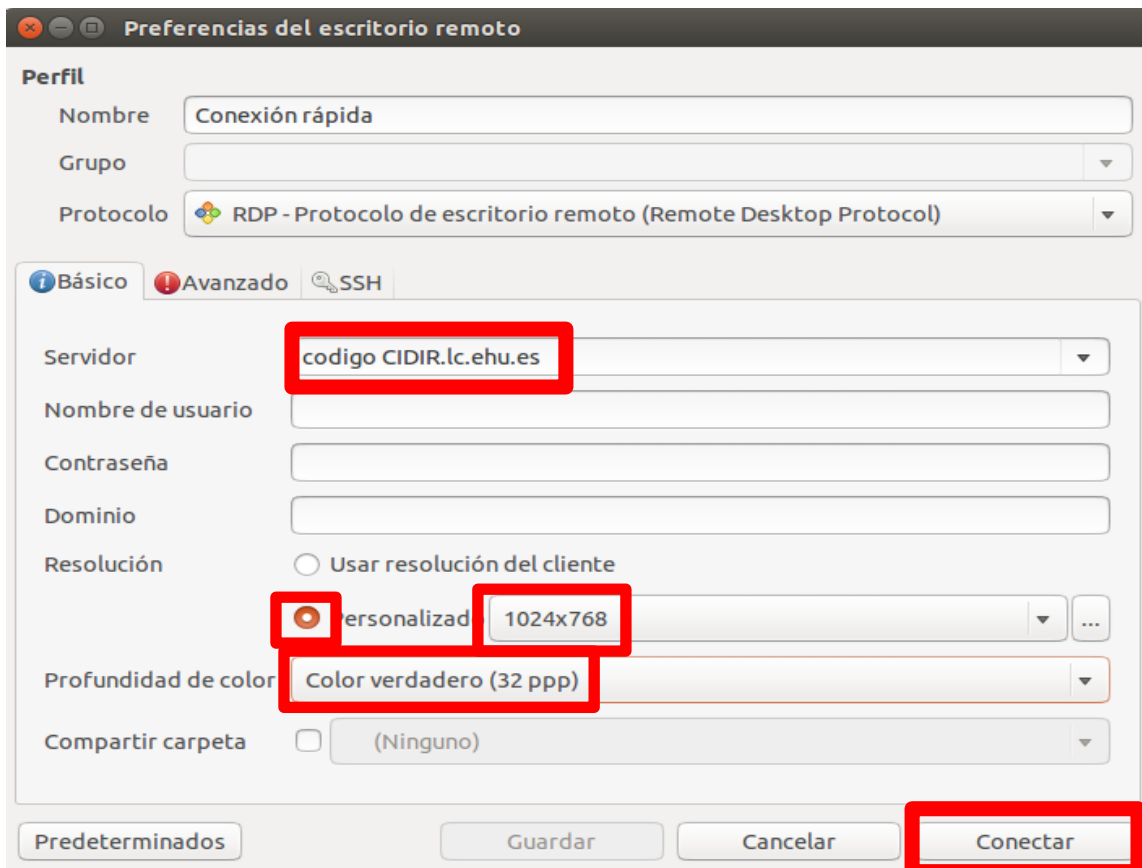 Preferencias del escritorio remoto
Perfil
Nombre Conexión rápida
Grupo
Protocolo RDP - Protocolo de escritorio remoto (Remote Desktop Protocol)
Básico Avanzado SSH
Servidor codigo CIDIR.lc.ehu.es
Nombre de usuario
Contraseña
Dominio
Resolución Usar resolución del cliente
Personalizado 1024x768 ...
Profundidad de color Color verdadero (32 ppp)
Compartir carpeta (Ninguno)
Predeterminados Guardar Cancelar Conectar